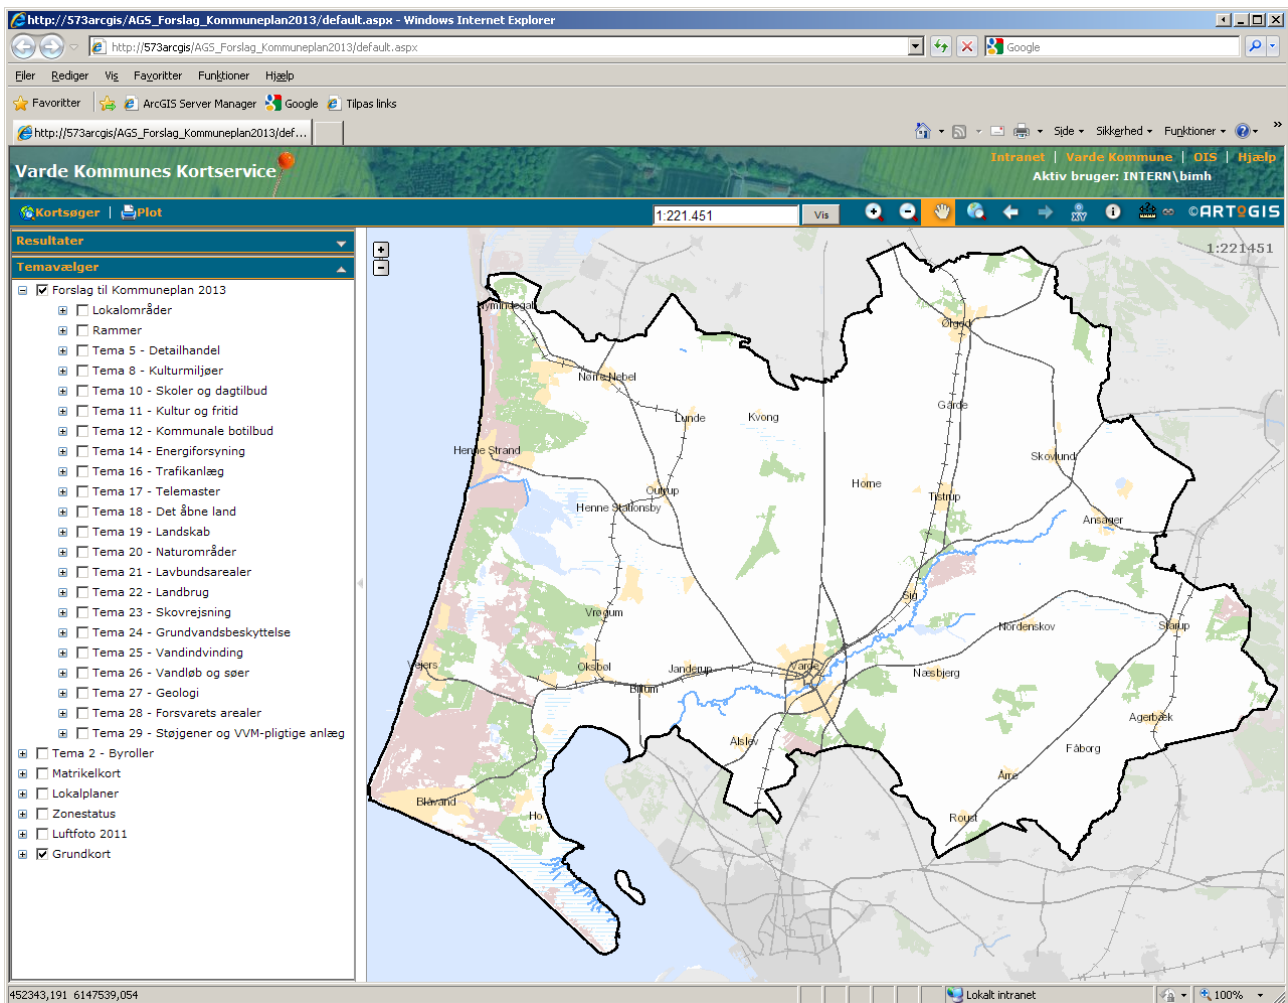 http://573arcgis/AGS_Forslag_Kommuneplan2013/default.aspx - Windows Internet Explorer
http://573arcgis/AGS_Forslag_Kommuneplan2013/default.aspx
Google
Filer Rediger Vis Favoritter Funktioner Hjælp
Favoritter ArcGIS Server Manager Google Tilpas links
http://573arcgis/AGS_Forslag_Kommuneplan2013/def...
Side Sikkerhed Funktioner »
Varde Kommunes Kortservice
Intranet | Varde Kommune | OIS | Hjælp
Aktiv bruger: INTERN\bimh
Kortsøger | Plot
1:221.451 Vis
XY
©ARTOGIS
Resultater
Temavælger
1:221451
Forslag til Kommuneplan 2013
Lokalområder
Rammer
Tema 5 - Detailhandel
Tema 8 - Kulturmiljøer
Tema 10 - Skoler og dagtilbud
Tema 11 - Kultur og fritid
Tema 12 - Kommunale botilbud
Tema 14 - Energiforsyning
Tema 16 - Trafikanlæg
Tema 17 - Telemaster
Tema 18 - Det åbne land
Tema 19 - Landskab
Tema 20 - Naturområder
Tema 21 - Lavbundsarealer
Tema 22 - Landbrug
Tema 23 - Skovrejsning
Tema 24 - Grundvandsbeskyttelse
Tema 25 - Vandindvinding
Tema 26 - Vandløb og søer
Tema 27 - Geologi
Tema 28 - Forsvarets arealer
Tema 29 - Støjgener og VVM-pligtige anlæg
Tema 2 - Byroller
Matrikelkort
Lokalplaner
Zonestatus
Luftfoto 2011
Grundkort
Nymindegab
Ølgod
Nørre Nebel
Gårde
Lunde
Kvong
Henne Strand
Skovlund
Horne
Outrup
Tistrup
Henne Stationsby
Ansager
Sig
Vrøgum
Nordenskov
Starup
Vejers
Oksbøl
Janderup
Varde
Næsbjerg
Billum
Agerbæk
Alslev
Fåborg
Årre
Blåvand
Ho
Roust
452343,191 6147539,054
Lokalt intranet
100%